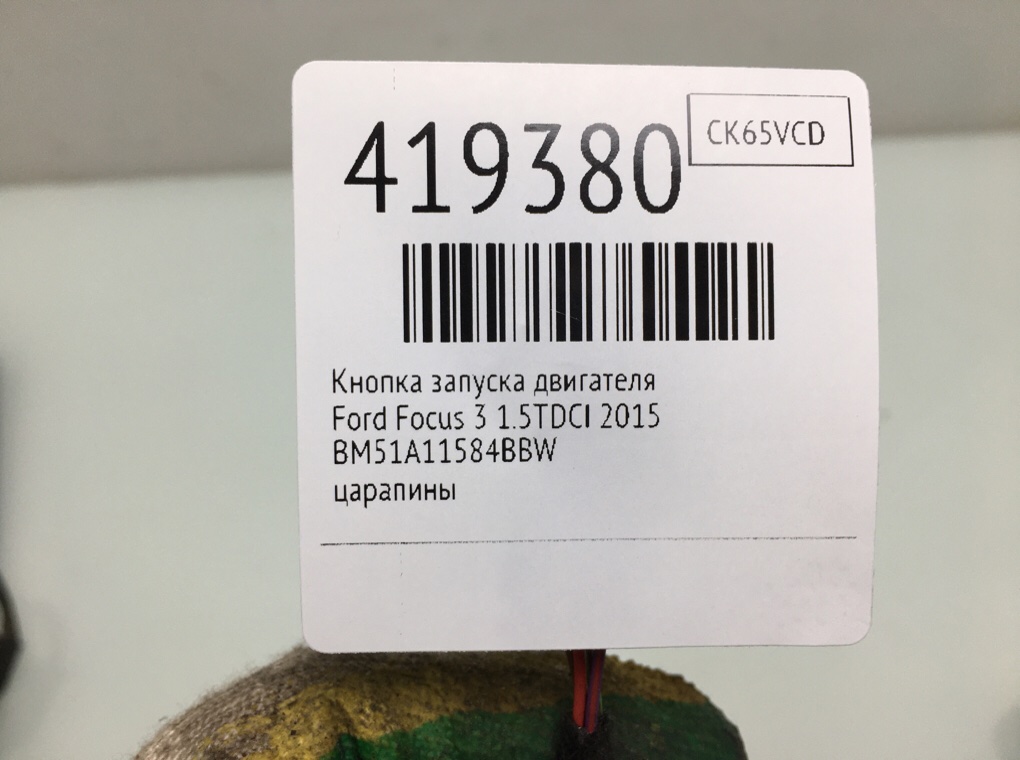 419380
CK65VCD
Кнопка запуска двигателя
Ford Focus 3 1.5TDCI 2015
BM51A11584BBW
царапины